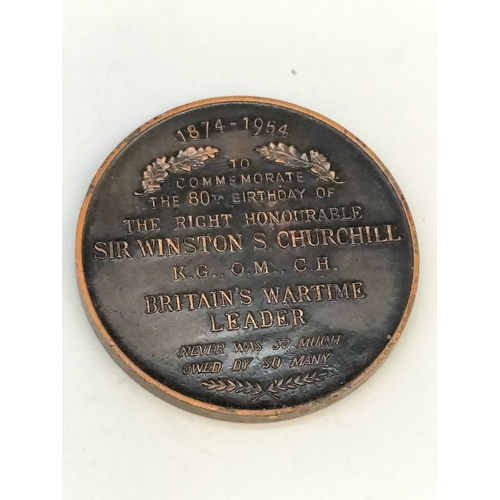 1874-1954
TO
COMMEMORATE
THE 80TH BIRTHDAY OF
THE RIGHT HONOURABLE
SIR WINSTON S. CHURCHILL
K.G., O.M., C.H.
BRITAIN'S WARTIME
LEADER
NEVER WAS SO MUCH
OWED BY SO MANY